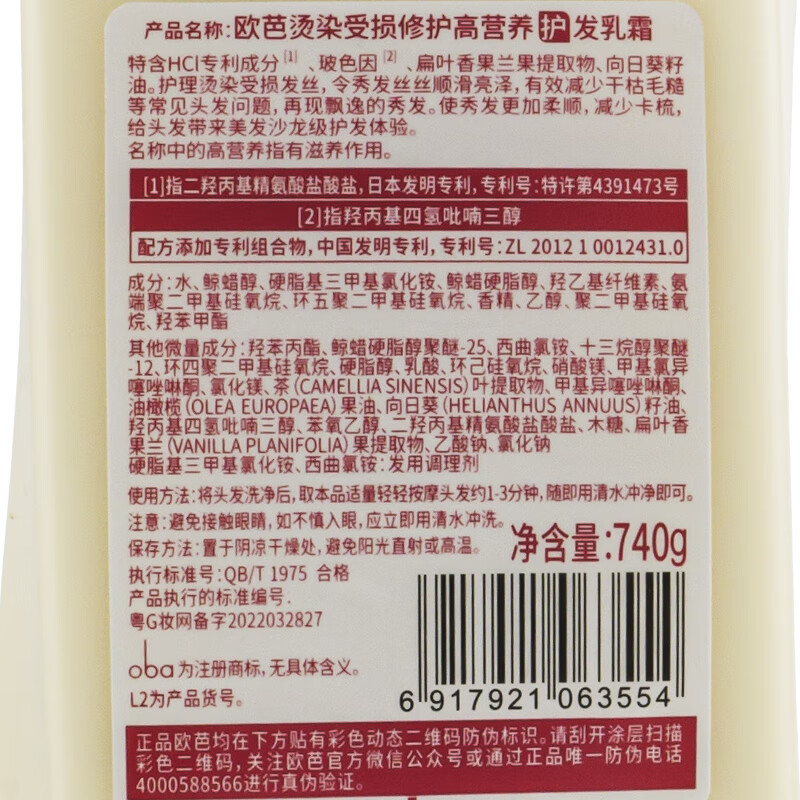 产品名称:欧芭烫染受损修护高营养护发乳霜
特含HCl专利成分[1]、玻色因[2]、扁叶香果兰果提取物、向日葵籽
油。护理烫染受损发丝,令秀发丝丝顺滑亮泽,有效减少干枯毛糙
等常见头发问题,再现飘逸的秀发。使秀发更加柔顺,减少卡梳,
给头发带来美发沙龙级护发体验。
名称中的高营养指有滋养作用。
[1]指二羟丙基精氨酸盐酸盐,日本发明专利,专利号:特许第4391473号
[2]指羟丙基四氢吡喃三醇
配方添加专利组合物,中国发明专利,专利号:ZL 2012 1 0012431.0
成分:水、鲸蜡醇、硬脂基三甲基氯化铵、鲸蜡硬脂醇、羟乙基纤维素、氨
端聚二甲基硅氧烷、环五聚二甲基硅氧烷、香精、乙醇、聚二甲基硅氧
烷、羟苯甲酯
其他微量成分:羟苯丙酯、鲸蜡硬脂醇聚醚-25、西曲氯铵、十三烷醇聚醚
-12、环四聚二甲基硅氧烷、硬脂醇、乳酸、环己硅氧烷、硝酸镁、甲基氯异
噻唑啉酮、氯化镁、茶(CAMELLIA SINENSIS)叶提取物、甲基异噻唑啉酮、
油橄榄(OLEA EUROPAEA)果油、向日葵(HELIANTHUS ANNUUS)籽油、
羟丙基四氢吡喃三醇、苯氧乙醇、二羟丙基精氨酸盐酸盐、木糖、扁叶香
果兰(VANILLA PLANIFOLIA)果提取物、乙酸钠、氯化钠
硬脂基三甲基氯化铵、西曲氯铵:发用调理剂
使用方法:将头发洗净后,取本品适量轻轻按摩头发约1-3分钟,随即用清水冲净即可。
注意:避免接触眼睛,如不慎入眼,应立即用清水冲洗。
保存方法:置于阴凉干燥处,避免阳光直射或高温。
净含量:740g
执行标准号:QB/T 1975 合格
产品执行的标准编号.
粤G妆网备字2022032827
oba为注册商标,无具体含义。
L2为产品货号。
6 917921 063554
正品欧芭均在下方贴有彩色动态二维码防伪标识。请刮开涂层扫描
彩色二维码,关注欧芭官方微信公众号或通过正品唯一防伪电话
4000588566进行真伪验证。